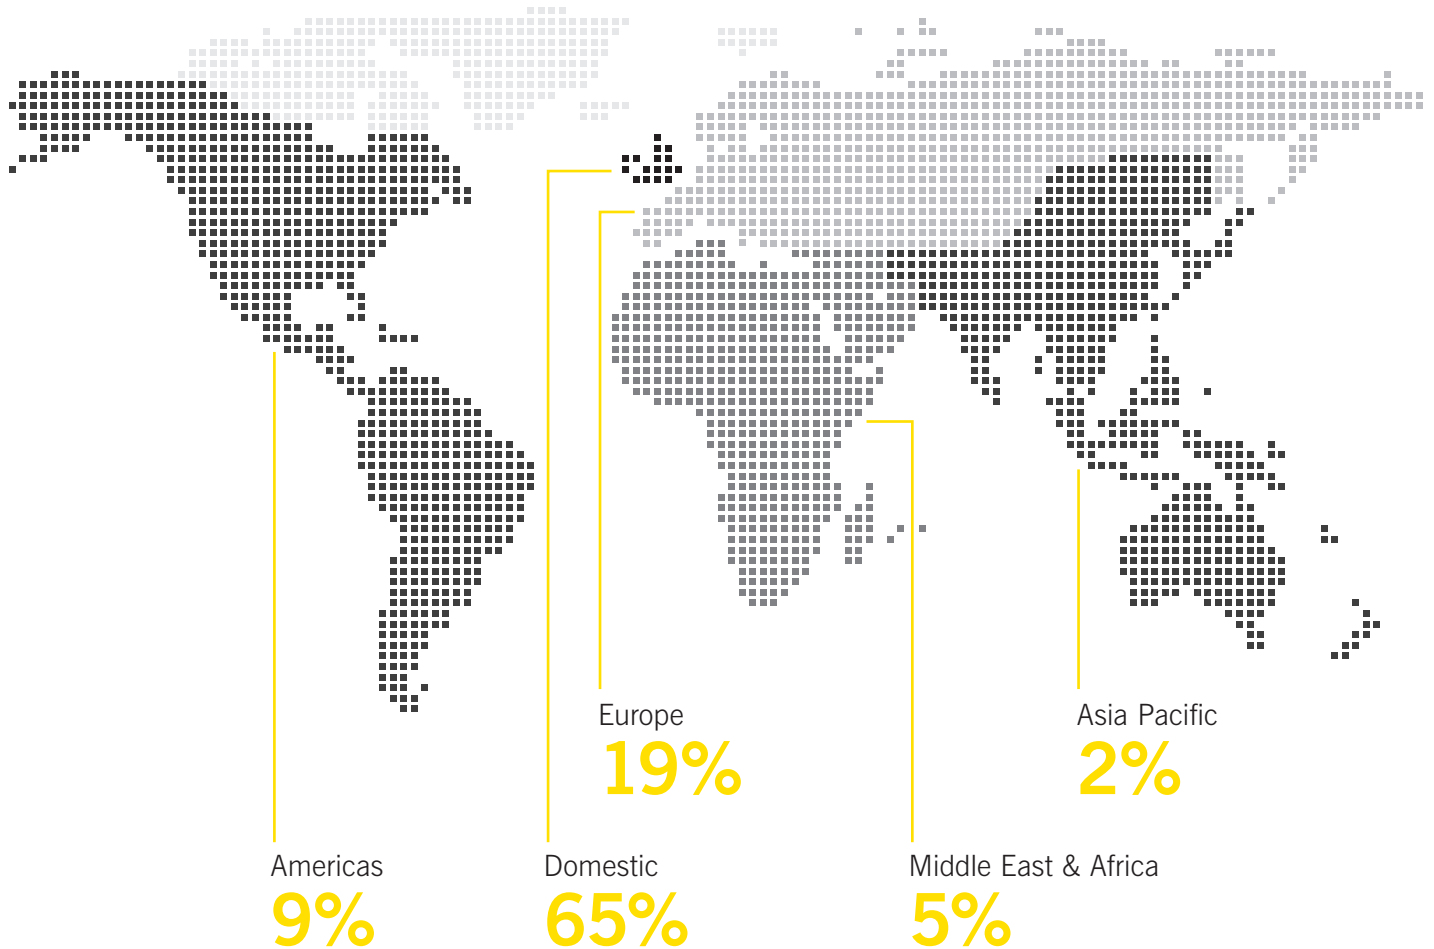 Europe
19%
Asia Pacific
2%
Americas
9%
Domestic
65%
Middle East & Africa
5%